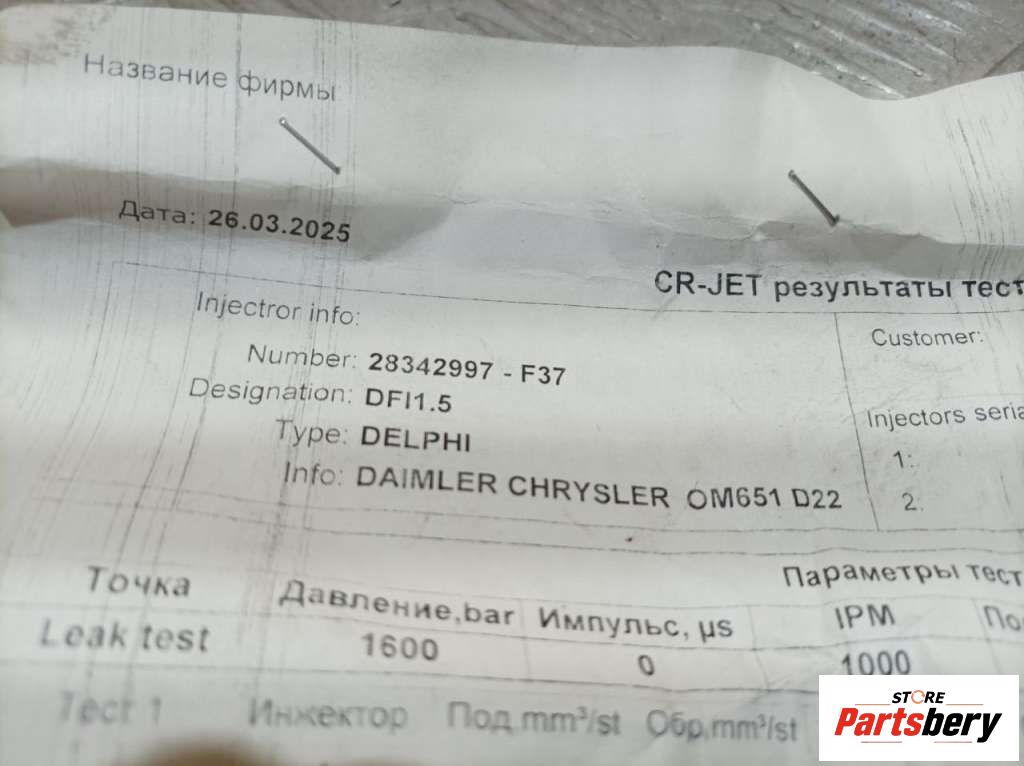 Название фирмы
Дата: 26.03.2025
CR-JET результаты тест
Injectror info:
Customer:
Number: 28342997 - F37
Designation: DFI1.5
Injectors seria
Type: DELPHI
1:
Info: DAIMLER CHRYSLER OM651 D22
2.
Параметры тест
Точка Давление,bar Импульс, µs IPM По
Leak test 1600 0 1000
Тест 1 Инжектор Под.mm³/st Обр.mm³/st
STORE
Partsbery